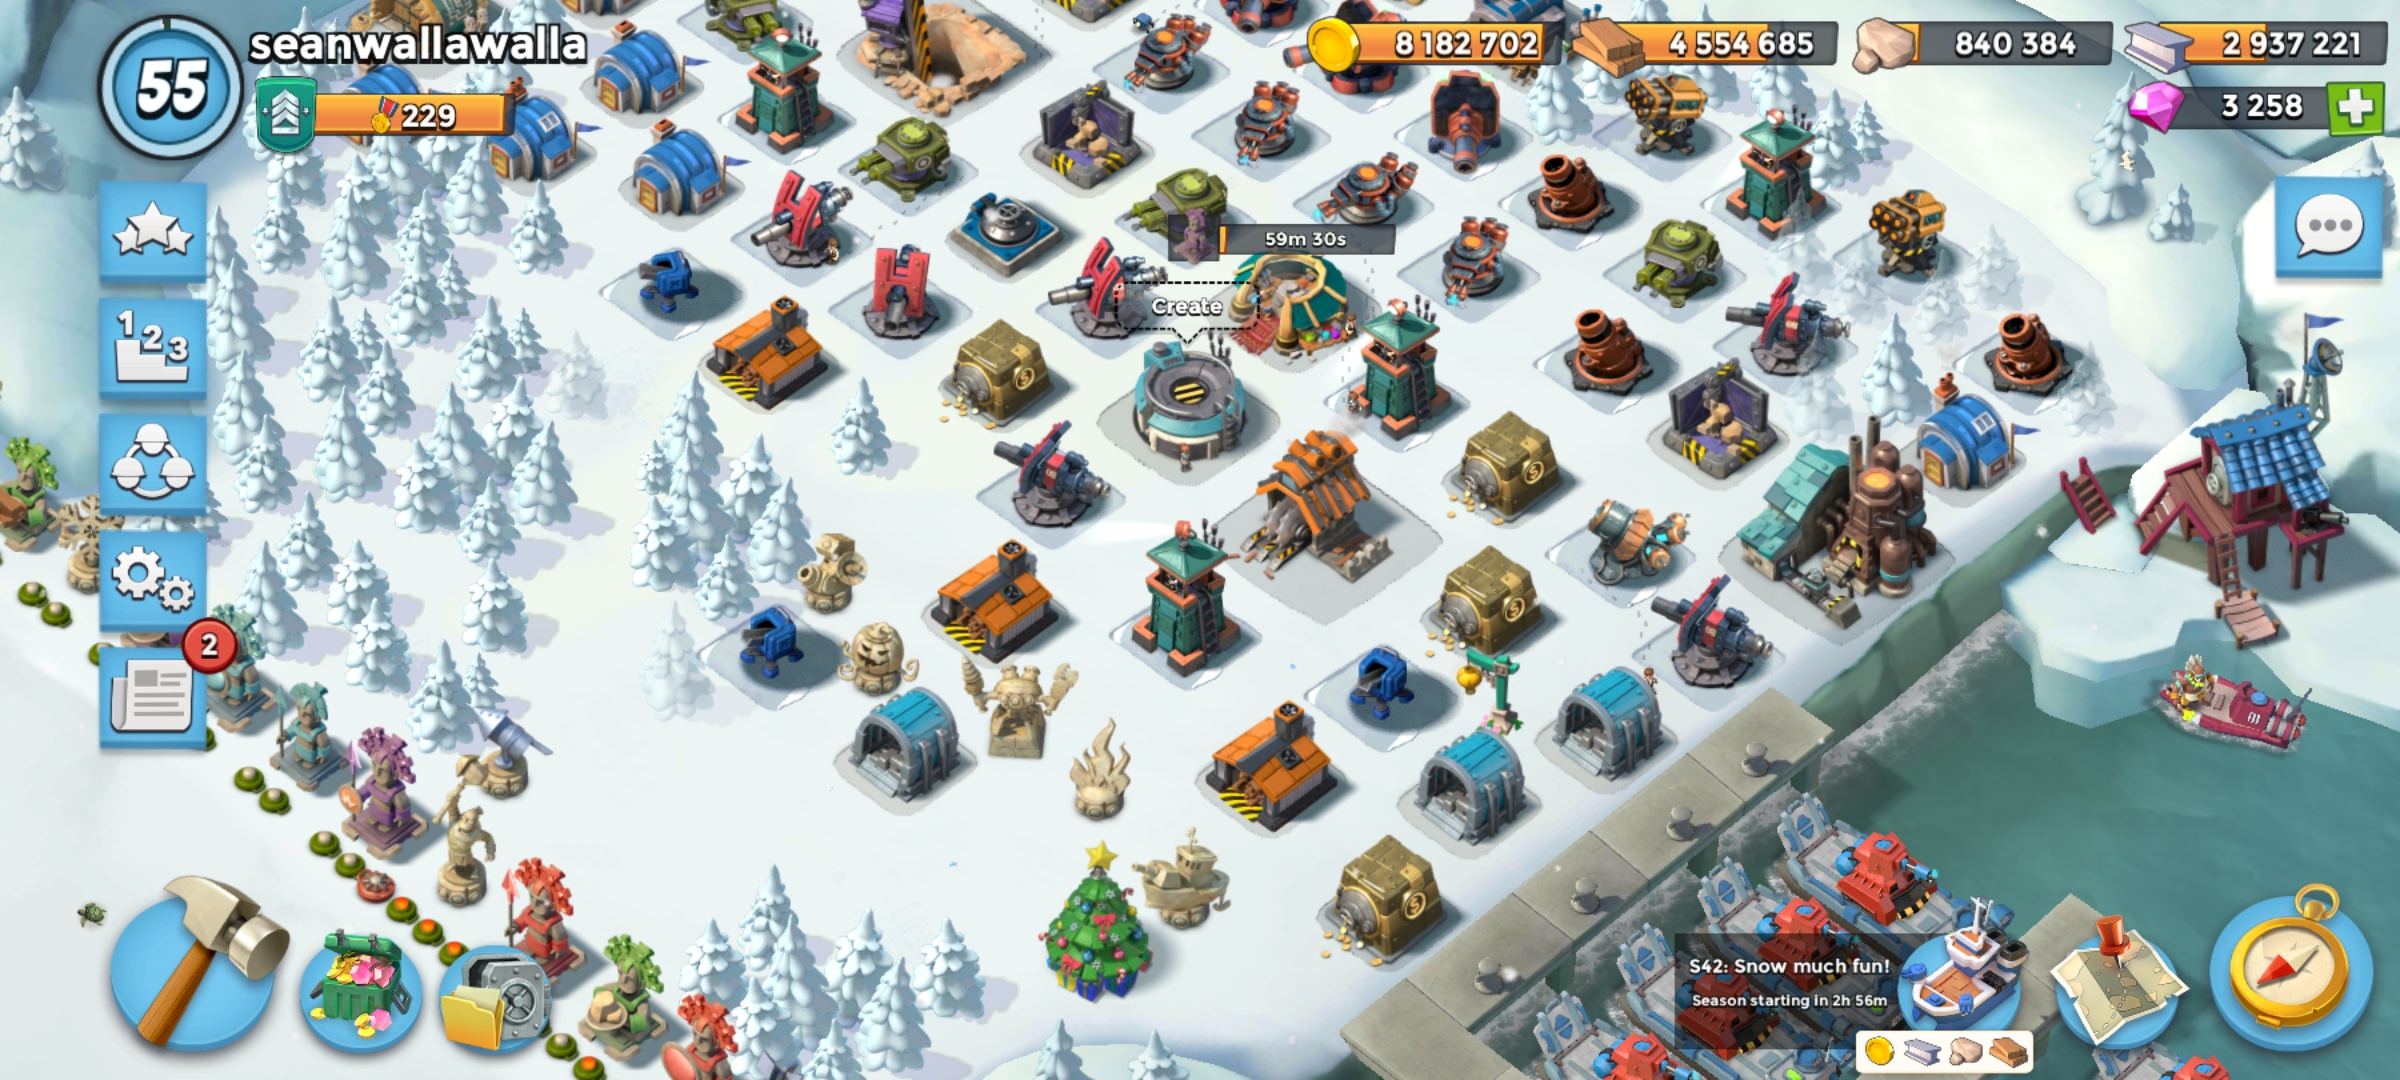 55
seanwallawalla
229
8 182 702
4 554 685
840 384
2 937 221
3 258
123
59m 30s
Create
2
S42: Snow much fun!
Season starting in 2h 56m